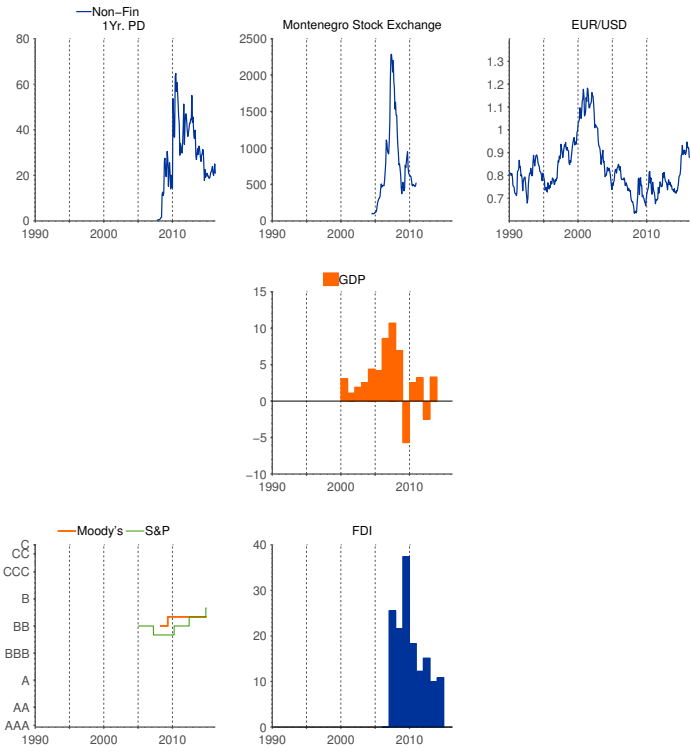 Non−Fin
1Yr. PD
Montenegro Stock Exchange
EUR/USD
80
60
40
20
0
1990 2000 2010
2500
2000
1500
1000
500
0
1990 2000 2010
1.3
1.2
1.1
1
0.9
0.8
0.7
1990 2000 2010
GDP
15
10
5
0
−5
−10
1990 2000 2010
Moody's S&P
C
CC
CCC
B
BB
BBB
A
AA
AAA
1990 2000 2010
FDI
40
30
20
10
0
1990 2000 2010